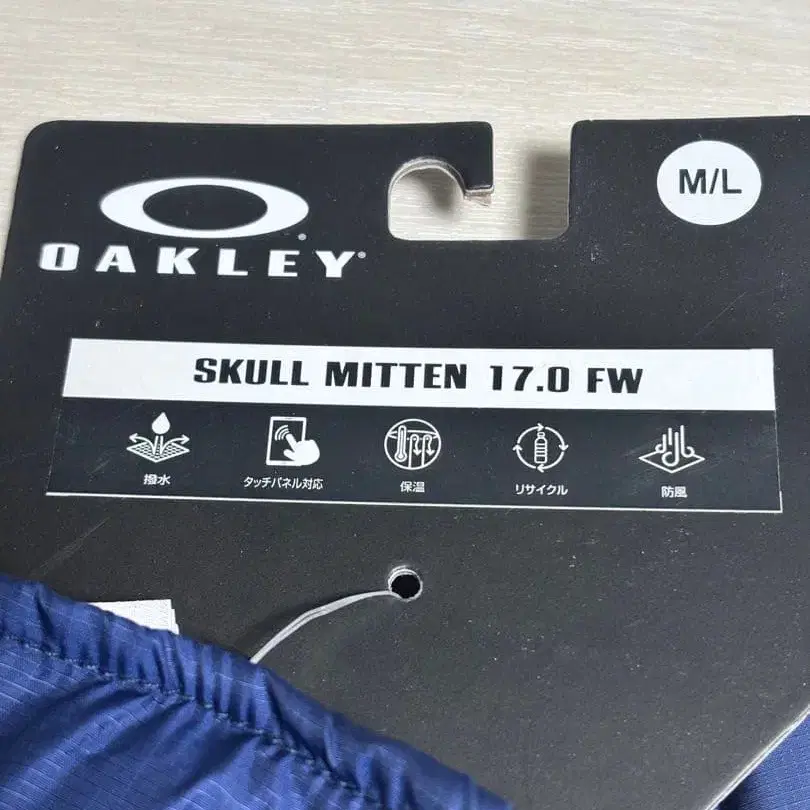 M/L
OAKLEY
SKULL MITTEN 17.0 FW
撥水
タッチパネル対応
保温
リサイクル
防風